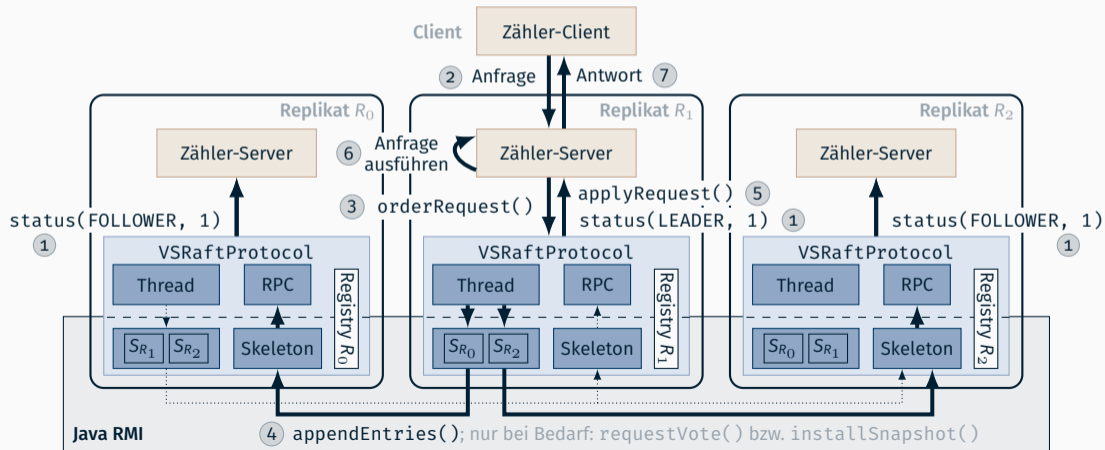 Client
Zähler-Client
2 Anfrage
Antwort 7
Replikat R0
Replikat R1
Replikat R2
Zähler-Server
6 Anfrage
ausführen
Zähler-Server
Zähler-Server
3 orderRequest()
applyRequest() 5
status(FOLLOWER, 1)
1
status(LEADER, 1) 1
status(FOLLOWER, 1)
1
VSRaftProtocol
Thread
RPC
SR1 SR2
Skeleton
Registry R0
VSRaftProtocol
Thread
RPC
SR0 SR2
Skeleton
Registry R1
VSRaftProtocol
Thread
RPC
SR0 SR1
Skeleton
Registry R2
Java RMI
4 appendEntries(); nur bei Bedarf: requestVote() bzw. installSnapshot()